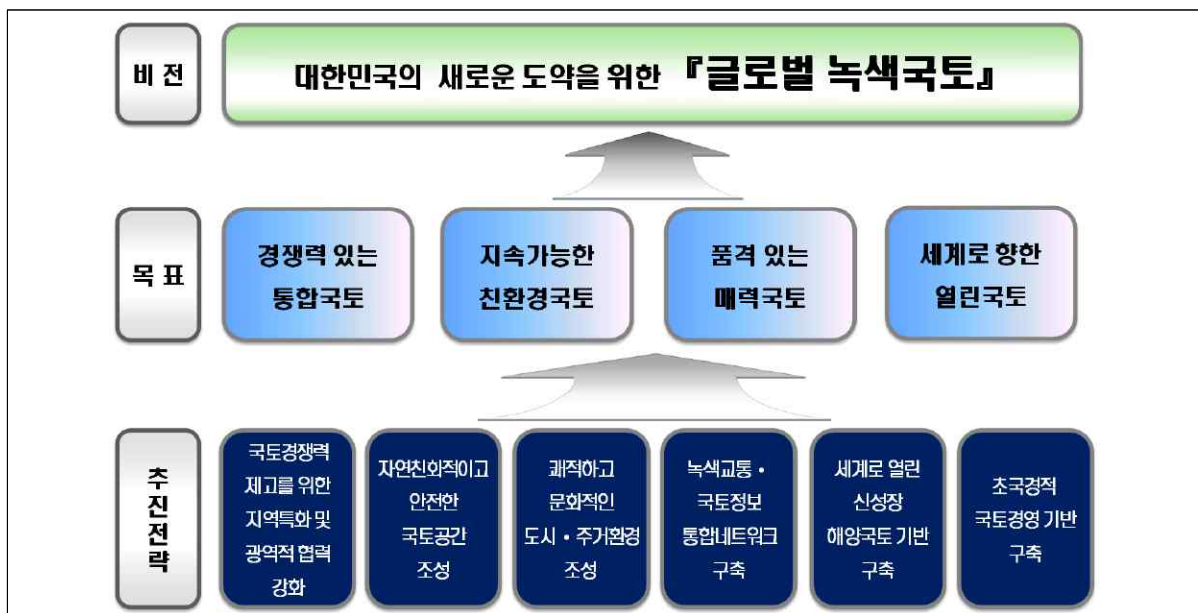 비 전
대한민국의 새로운 도약을 위한 『글로벌 녹색국토』
목 표
경쟁력 있는
통합국토
지속가능한
친환경국토
품격 있는
매력국토
세계로 향한
열린국토
추진전략
국토경쟁력
제고를 위한
지역특화 및
광역적 협력
강화
자연친화적이고
안전한
국토공간
조성
쾌적하고
문화적인
도시·주거환경
조성
녹색교통·
국토정보
통합네트워크
구축
세계로 열린
신성장
해양국토 기반
구축
초국경적
국토경영 기반
구축